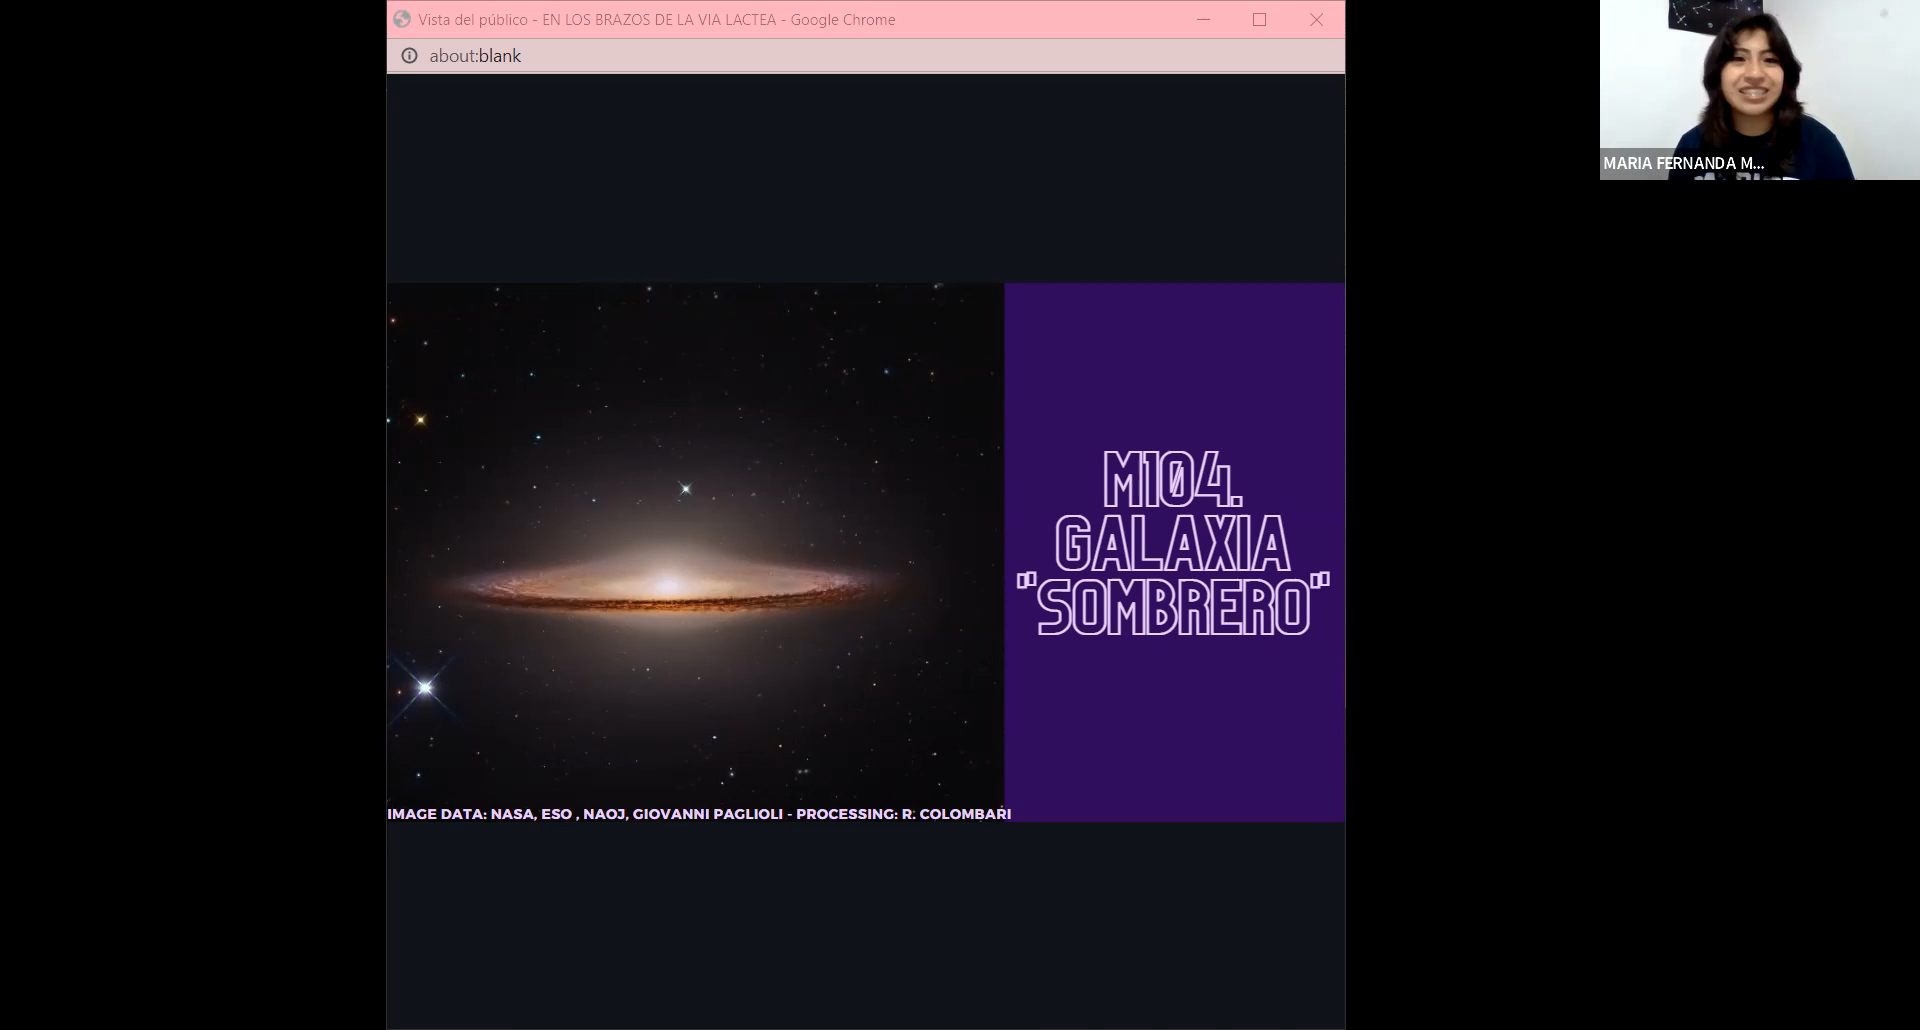 Vista del público - EN LOS BRAZOS DE LA VIA LACTEA - Google Chrome
about:blank
MARIA FERNANDA M...
M104.
GALAXIA
"SOMBRERO"
IMAGE DATA: NASA, ESO , NAOJ, GIOVANNI PAGLIOLI - PROCESSING: R. COLOMBARI